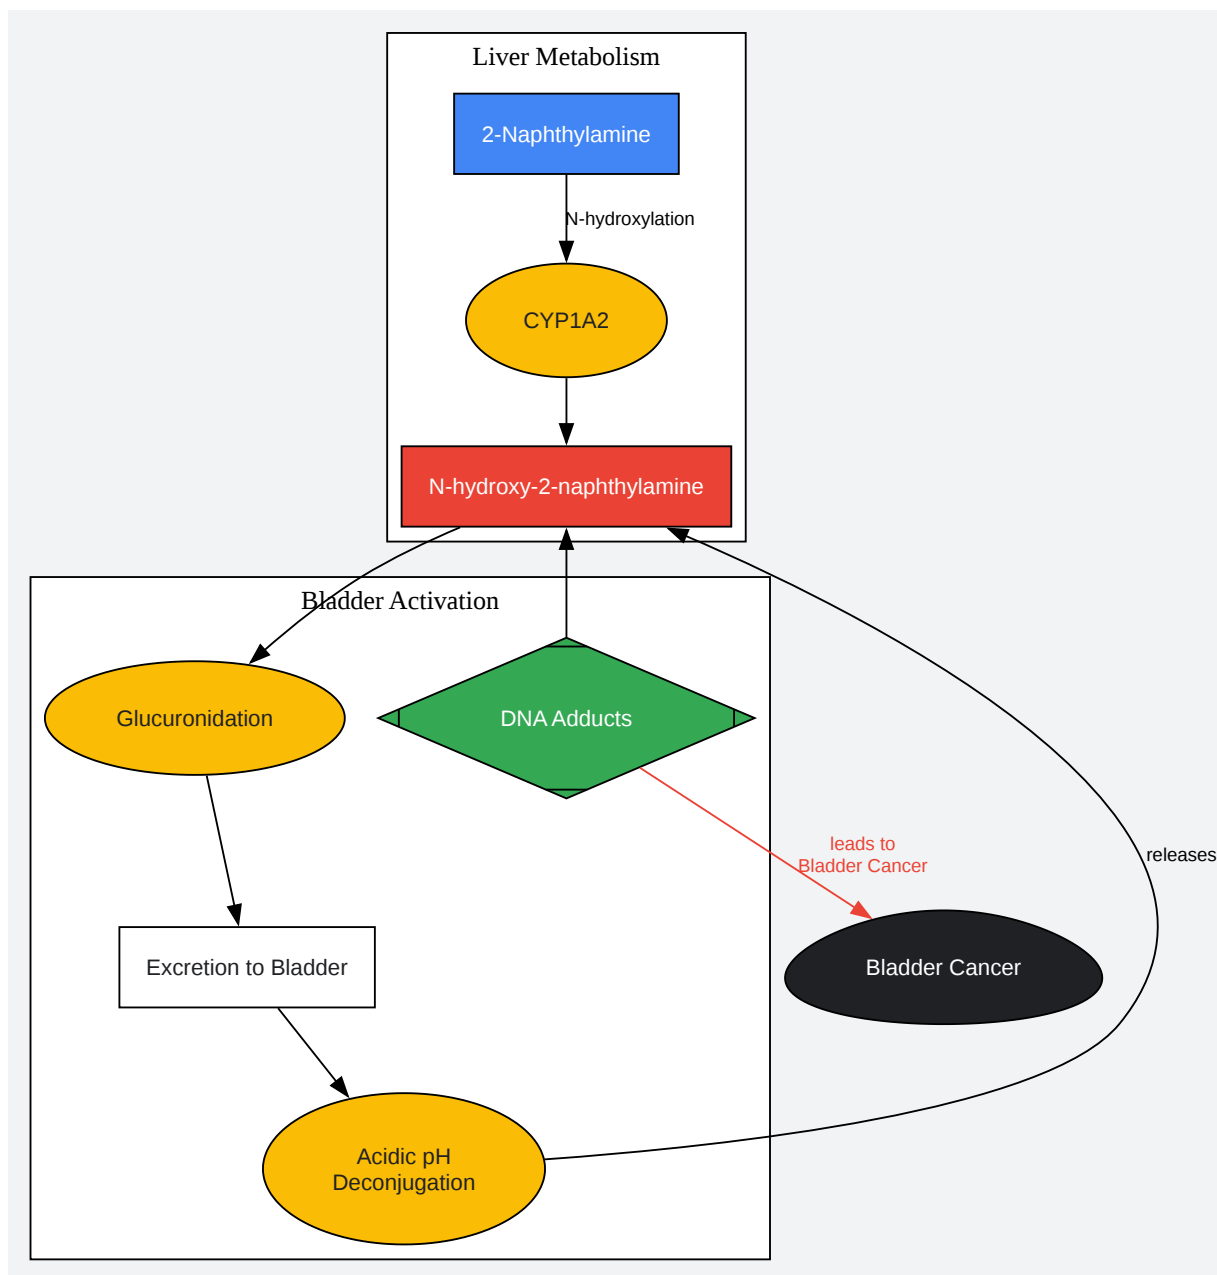 Liver Metabolism
2-Naphthylamine
N-hydroxylation
CYP1A2
N-hydroxy-2-naphthylamine
Bladder Activation
Glucuronidation
DNA Adducts
leads to
Bladder Cancer
releases
Excretion to Bladder
Bladder Cancer
Acidic pH
Deconjugation